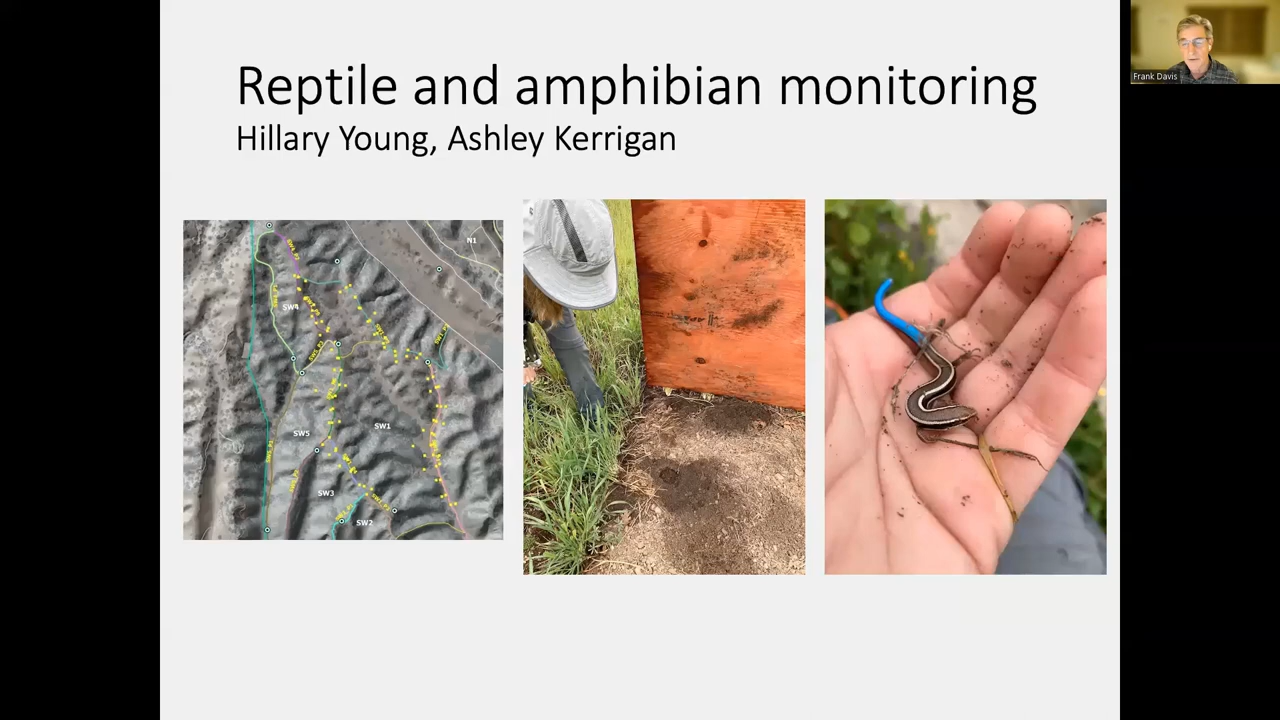 Reptile and amphibian monitoring
Hillary Young, Ashley Kerrigan
Frank Davis
N1
SW4
SW5
SW1
SW3
SW2